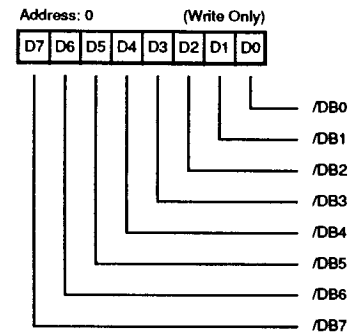 Address: 0 (Write Only)
D7 D6 D5 D4 D3 D2 D1 D0
/DB0
/DB1
/DB2
/DB3
/DB4
/DB5
/DB6
/DB7